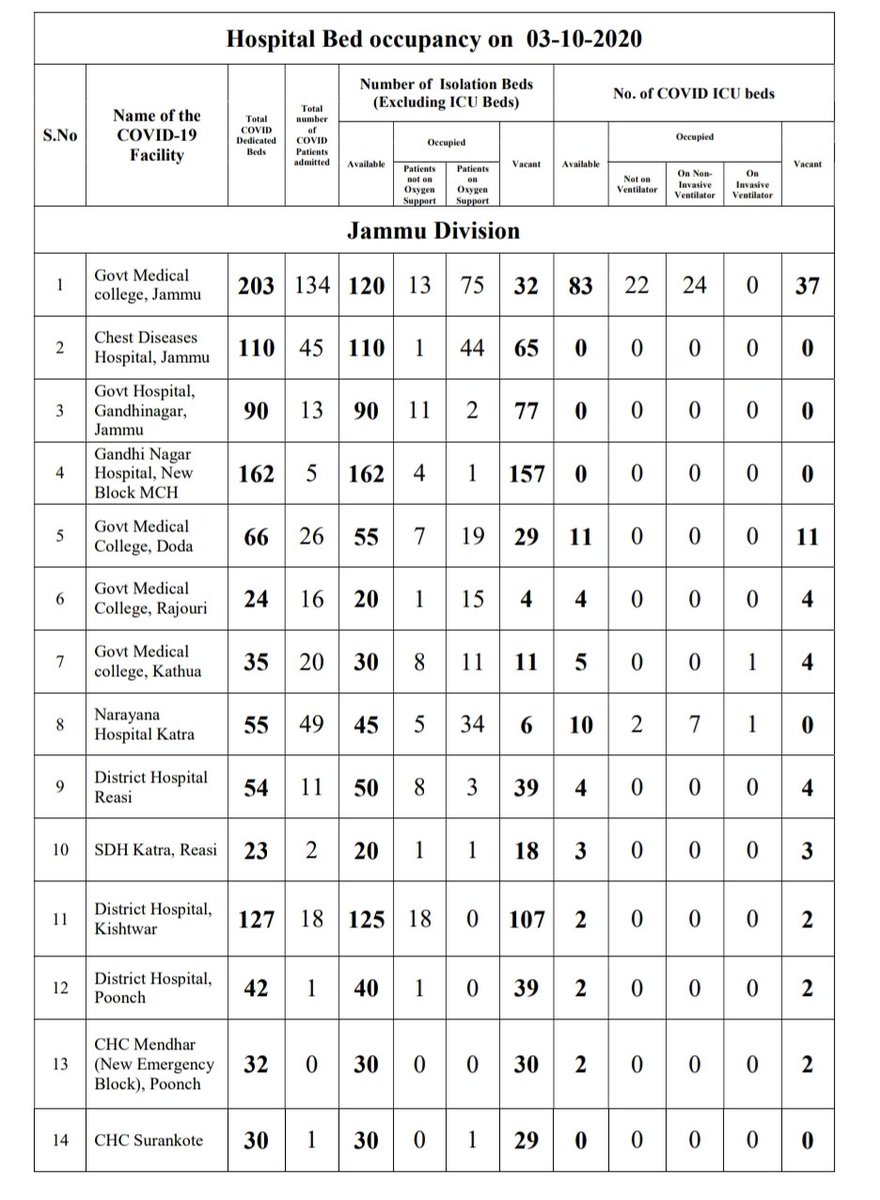 Hospital Bed occupancy on 03-10-2020
S.No
Name of the
COVID-19
Facility
Total
COVID
Dedicated
Beds
Total
number
of
COVID
Patients
admitted
Number of Isolation Beds
(Excluding ICU Beds)
No. of COVID ICU beds
Available
Occupied
Vacant
Available
Occupied
Vacant
Patients
not on
Oxygen
Support
Patients
on
Oxygen
Support
Not on
Ventilator
On Non-
Invasive
Ventilator
On
Invasive
Ventilator
Jammu Division
1 Govt Medical
college, Jammu 203 134 120 13 75 32 83 22 24 0 37
2 Chest Diseases
Hospital, Jammu 110 45 110 1 44 65 0 0 0 0 0
3 Govt Hospital,
Gandhinagar,
Jammu 90 13 90 11 2 77 0 0 0 0 0
4 Gandhi Nagar
Hospital, New
Block MCH 162 5 162 4 1 157 0 0 0 0 0
5 Govt Medical
College, Doda 66 26 55 7 19 29 11 0 0 0 11
6 Govt Medical
College, Rajouri 24 16 20 1 15 4 4 0 0 0 4
7 Govt Medical
college, Kathua 35 20 30 8 11 11 5 0 0 1 4
8 Narayana
Hospital Katra 55 49 45 5 34 6 10 2 7 1 0
9 District Hospital
Reasi 54 11 50 8 3 39 4 0 0 0 4
10 SDH Katra, Reasi 23 2 20 1 1 18 3 0 0 0 3
11 District Hospital,
Kishtwar 127 18 125 18 0 107 2 0 0 0 2
12 District Hospital,
Poonch 42 1 40 1 0 39 2 0 0 0 2
13 CHC Mendhar
(New Emergency
Block), Poonch 32 0 30 0 0 30 2 0 0 0 2
14 CHC Surankote 30 1 30 0 1 29 0 0 0 0 0